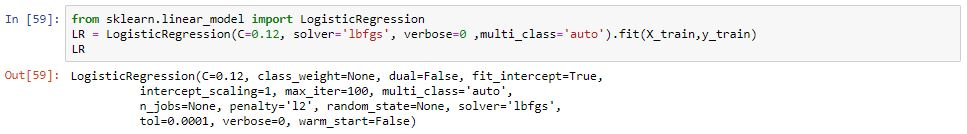 In [59]: from sklearn.linear_model import LogisticRegression
LR = LogisticRegression(C=0.12, solver='lbfgs', verbose=0 ,multi_class='auto').fit(X_train,y_train)
LR
Out[59]: LogisticRegression(C=0.12, class_weight=None, dual=False, fit_intercept=True,
intercept_scaling=1, max_iter=100, multi_class='auto',
n_jobs=None, penalty='l2', random_state=None, solver='lbfgs',
tol=0.0001, verbose=0, warm_start=False)